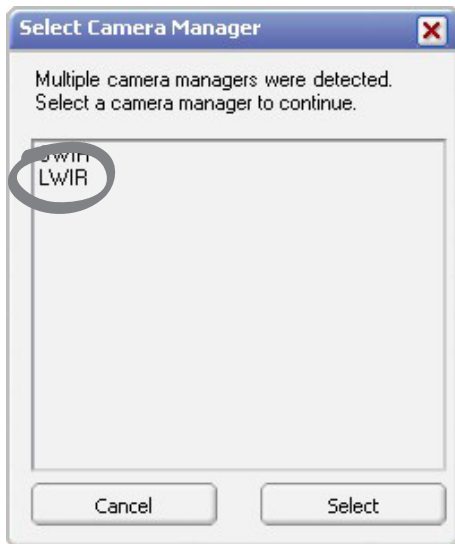 Select Camera Manager
Multiple camera managers were detected.
Select a camera manager to continue.
LWIR
Cancel
Select